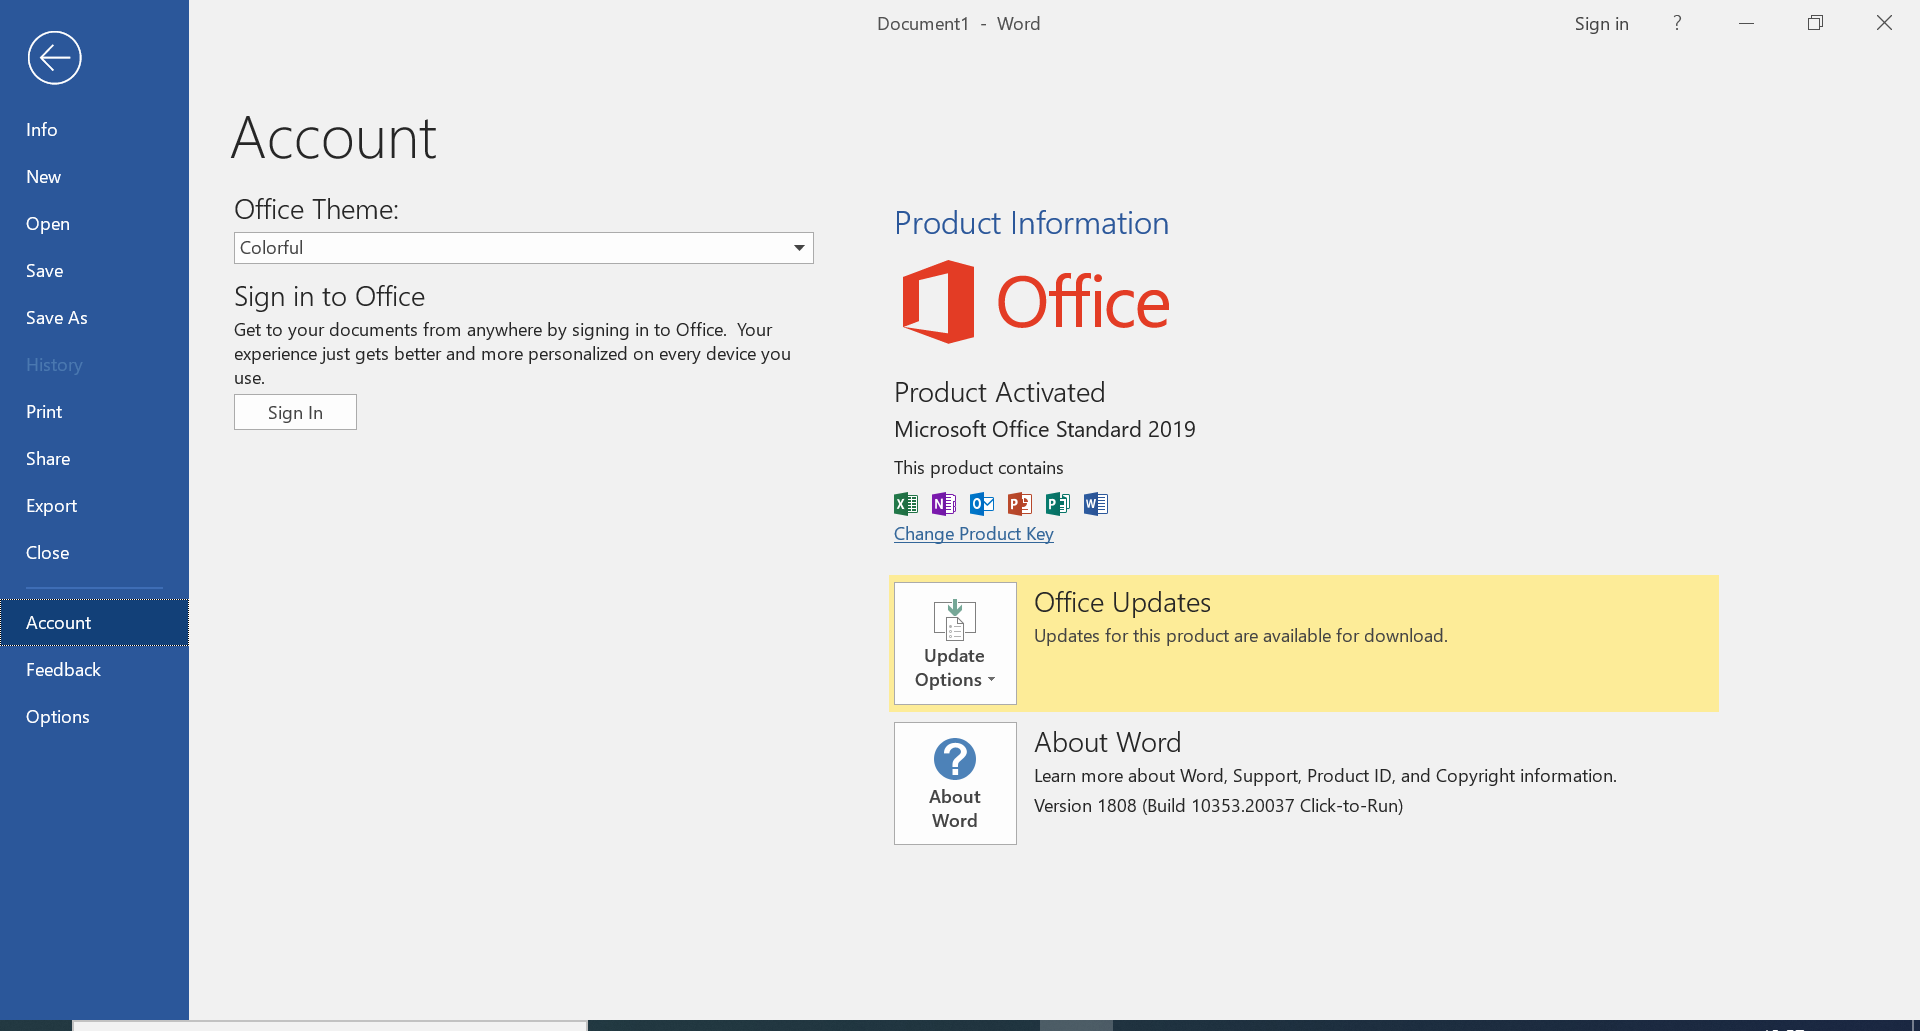 Document1 - Word
Sign in
?
Info
New
Open
Save
Save As
History
Print
Share
Export
Close
Account
Feedback
Options
Account
Office Theme:
Colorful
Sign in to Office
Get to your documents from anywhere by signing in to Office. Your
experience just gets better and more personalized on every device you
use.
Sign In
Product Information
Office
Product Activated
Microsoft Office Standard 2019
This product contains
X N O P P W
Change Product Key
Update
Options
Office Updates
Updates for this product are available for download.
?
About
Word
About Word
Learn more about Word, Support, Product ID, and Copyright information.
Version 1808 (Build 10353.20037 Click-to-Run)